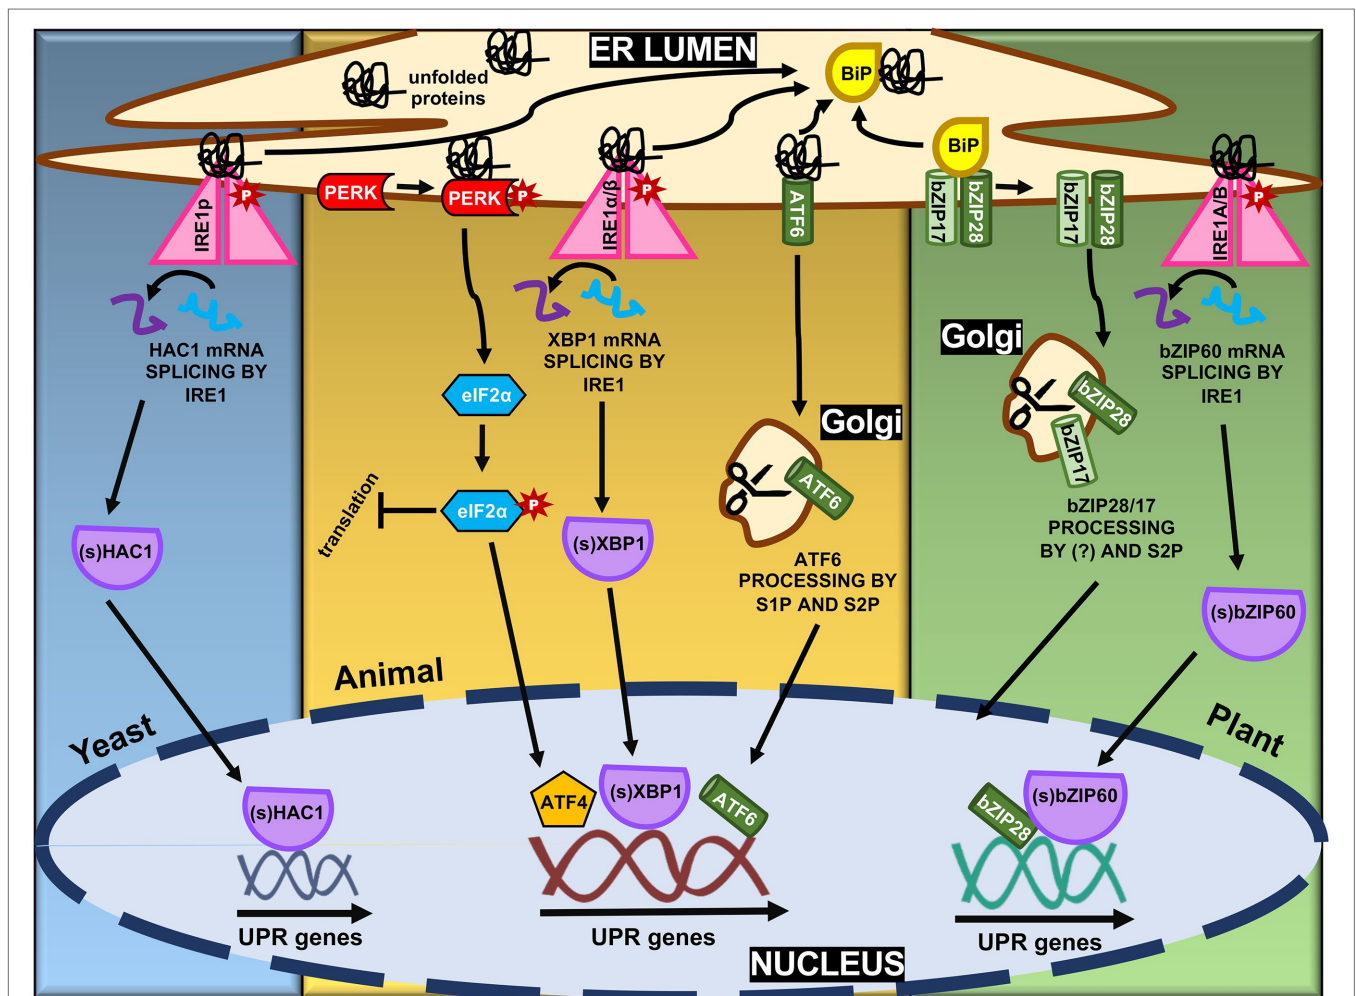 ER LUMEN
unfolded
proteins
BiP
BiP
IRE1p
P
PERK
PERK
P
IRE1α/β
P
ATF6
bZIP17
bZIP28
bZIP17
bZIP28
IRE1A/B
P
HAC1 mRNA
SPLICING BY
IRE1
XBP1 mRNA
SPLICING BY
IRE1
bZIP60 mRNA
SPLICING BY
IRE1
Golgi
bZIP28
bZIP17
eIF2α
Golgi
ATF6
translation
eIF2α
P
(s)XBP1
(s)HAC1
bZIP28/17
PROCESSING
BY (?) AND S2P
ATF6
PROCESSING BY
S1P AND S2P
(s)bZIP60
Animal
Yeast
Plant
(s)HAC1
ATF4
(s)XBP1
ATF6
bZIP28
(s)bZIP60
UPR genes
UPR genes
UPR genes
NUCLEUS